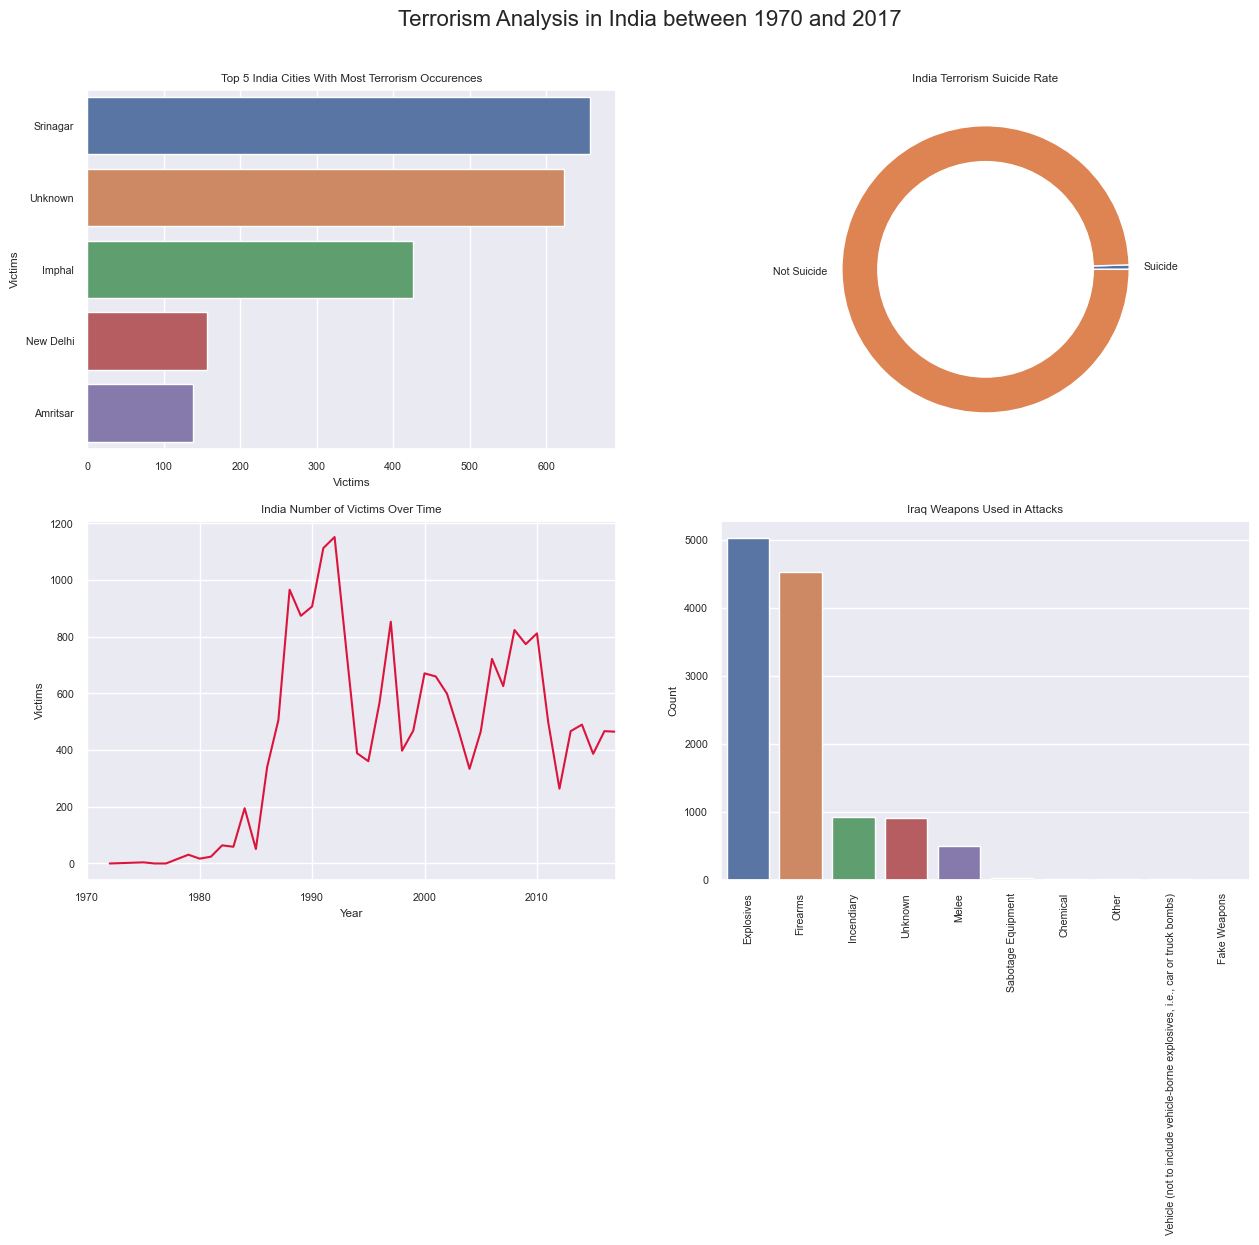 Terrorism Analysis in India between 1970 and 2017
Top 5 India Cities With Most Terrorism Occurences
Victims
Srinagar
Unknown
Imphal
New Delhi
Amritsar
0 100 200 300 400 500 600
Victims
India Terrorism Suicide Rate
Not Suicide
Suicide
India Number of Victims Over Time
Victims
1200
1000
800
600
400
200
0
1970 1980 1990 2000 2010
Year
Iraq Weapons Used in Attacks
Count
5000
4000
3000
2000
1000
0
Explosives
Firearms
Incendiary
Unknown
Melee
Sabotage Equipment
Chemical
Other
Vehicle (not to include vehicle-borne explosives, i.e., car or truck bombs)
Fake Weapons